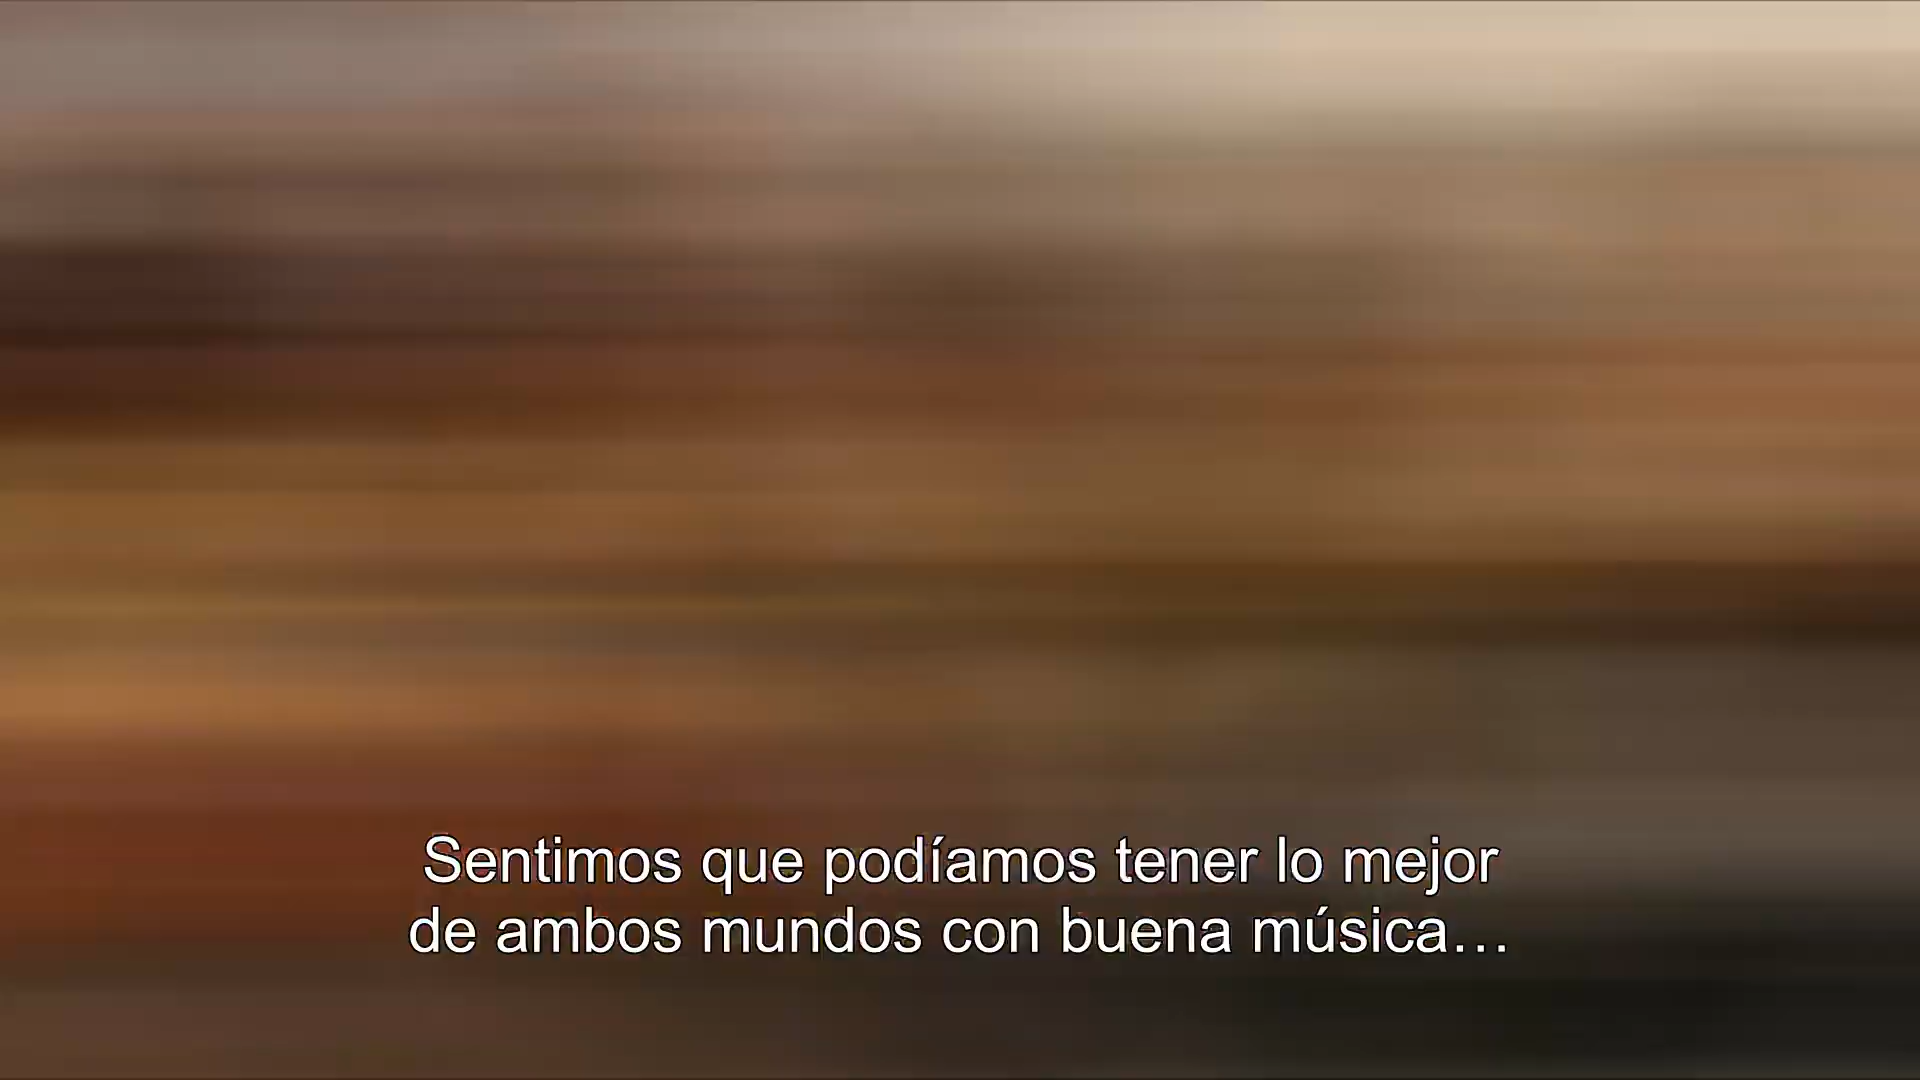 Sentimos que podíamos tener lo mejor
de ambos mundos con buena música…